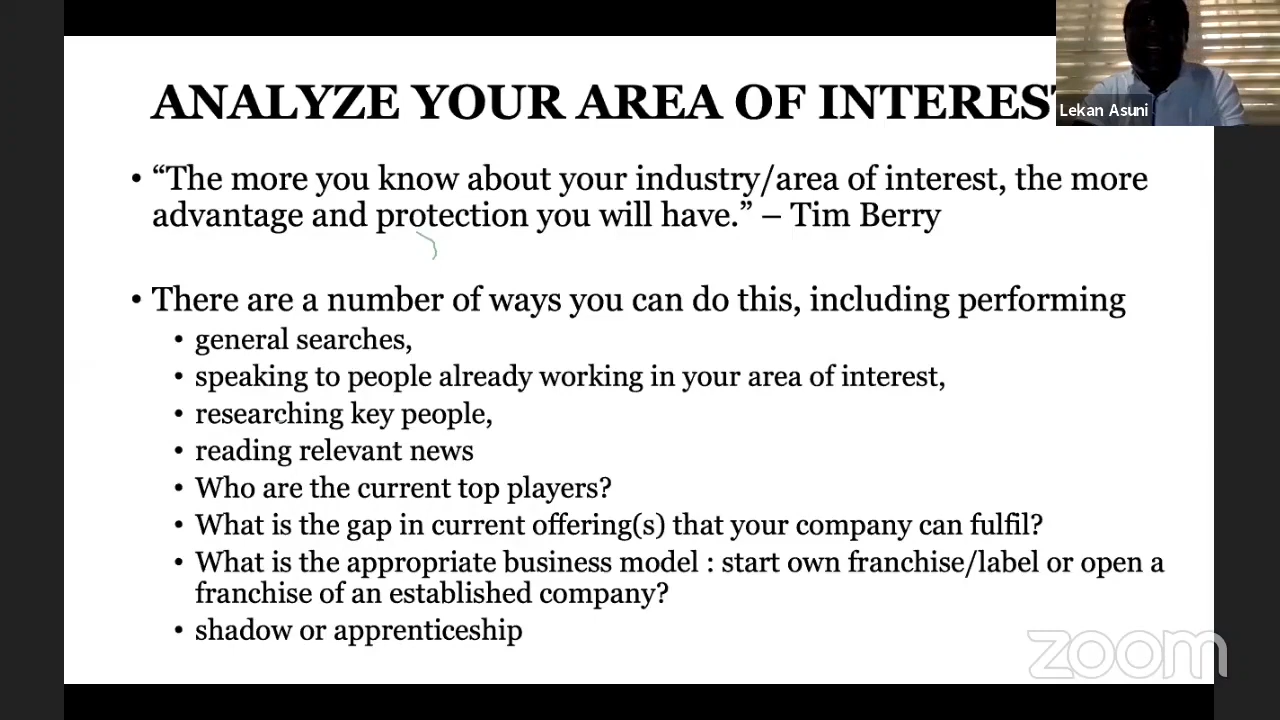 ANALYZE YOUR AREA OF INTEREST
Lekan Asuni
• “The more you know about your industry/area of interest, the more
advantage and protection you will have.” – Tim Berry
• There are a number of ways you can do this, including performing
• general searches,
• speaking to people already working in your area of interest,
• researching key people,
• reading relevant news
• Who are the current top players?
• What is the gap in current offering(s) that your company can fulfil?
• What is the appropriate business model : start own franchise/label or open a
franchise of an established company?
• shadow or apprenticeship
zoom